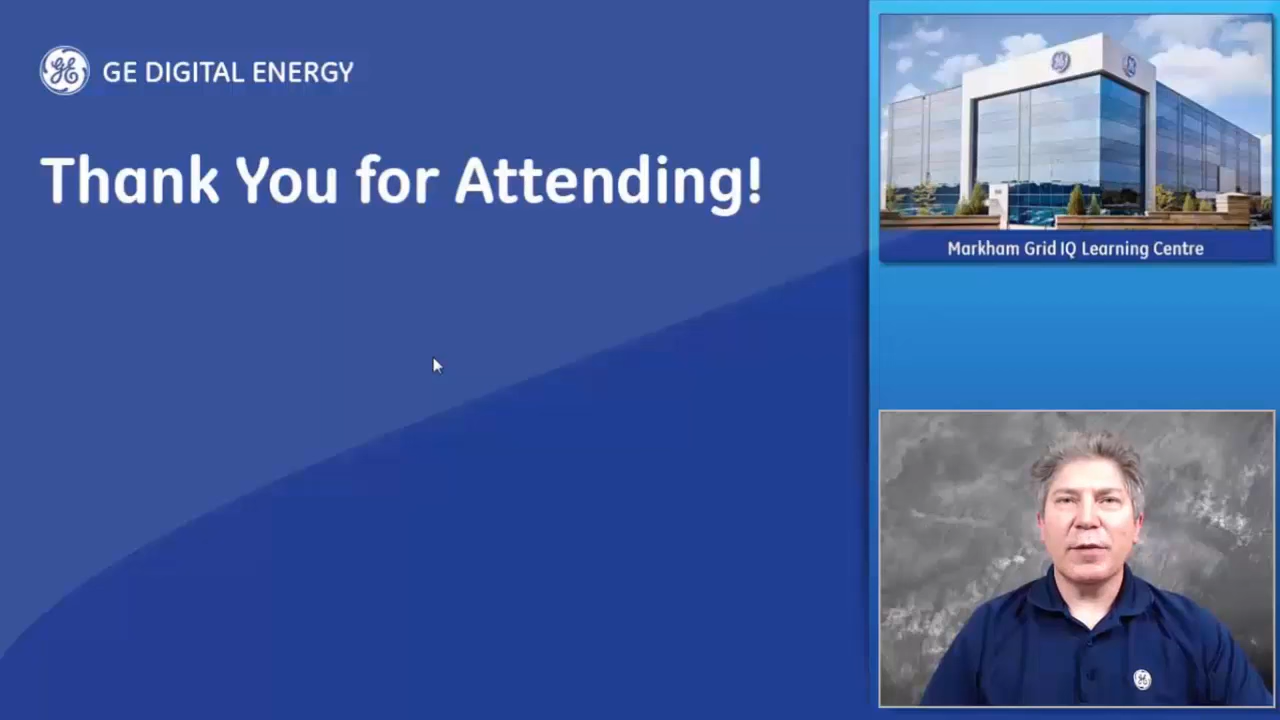 GE DIGITAL ENERGY
Thank You for Attending!
Markham Grid IQ Learning Centre